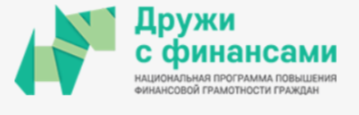 Дружи
с финансами
НАЦИОНАЛЬНАЯ ПРОГРАММА ПОВЫШЕНИЯ
ФИНАНСОВОЙ ГРАМОТНОСТИ ГРАЖДАН